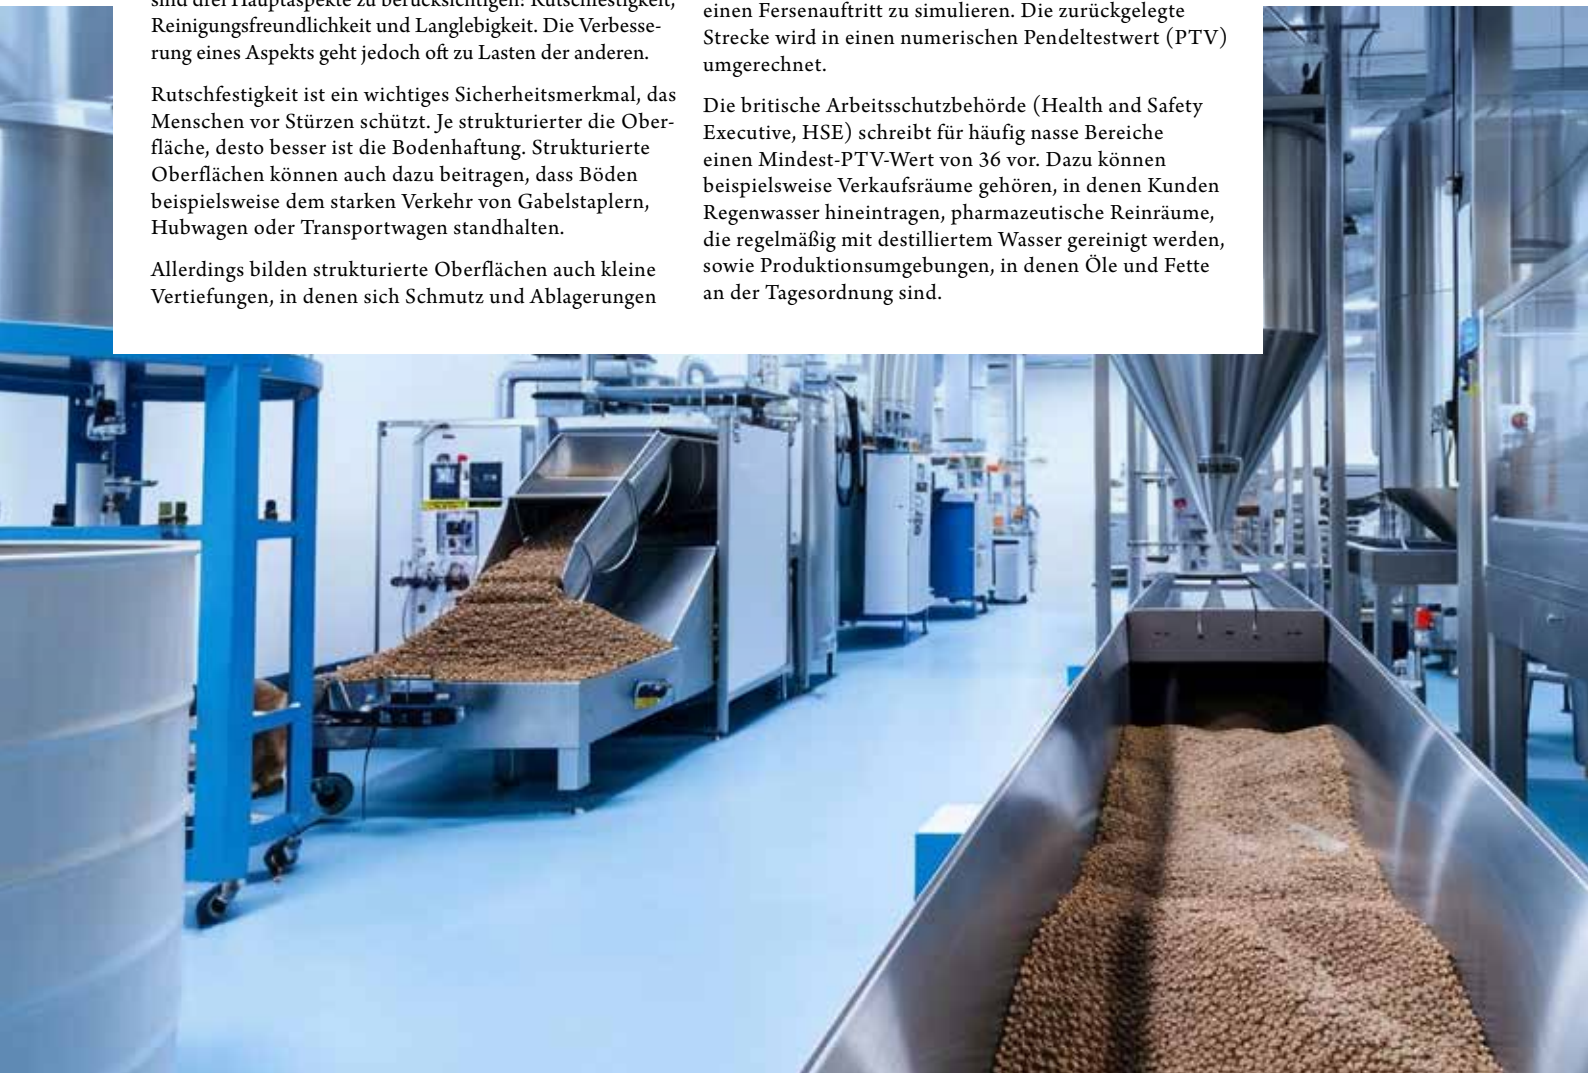 sind drei Hauptaspekte zu berücksichtigen: Rutschfestigkeit,
Reinigungsfreundlichkeit und Langlebigkeit. Die Verbesse-
rung eines Aspekts geht jedoch oft zu Lasten der anderen.
Rutschfestigkeit ist ein wichtiges Sicherheitsmerkmal, das
Menschen vor Stürzen schützt. Je strukturierter die Ober-
fläche, desto besser ist die Bodenhaftung. Strukturierte
Oberflächen können auch dazu beitragen, dass Böden
beispielsweise dem starken Verkehr von Gabelstaplern,
Hubwagen oder Transportwagen standhalten.
Allerdings bilden strukturierte Oberflächen auch kleine
Vertiefungen, in denen sich Schmutz und Ablagerungen
einen Fersenauftritt zu simulieren. Die zurückgelegte
Strecke wird in einen numerischen Pendeltestwert (PTV)
umgerechnet.
Die britische Arbeitsschutzbehörde (Health and Safety
Executive, HSE) schreibt für häufig nasse Bereiche
einen Mindest-PTV-Wert von 36 vor. Dazu können
beispielsweise Verkaufsräume gehören, in denen Kunden
Regenwasser hineintragen, pharmazeutische Reinräume,
die regelmäßig mit destilliertem Wasser gereinigt werden,
sowie Produktionsumgebungen, in denen Öle und Fette
an der Tagesordnung sind.